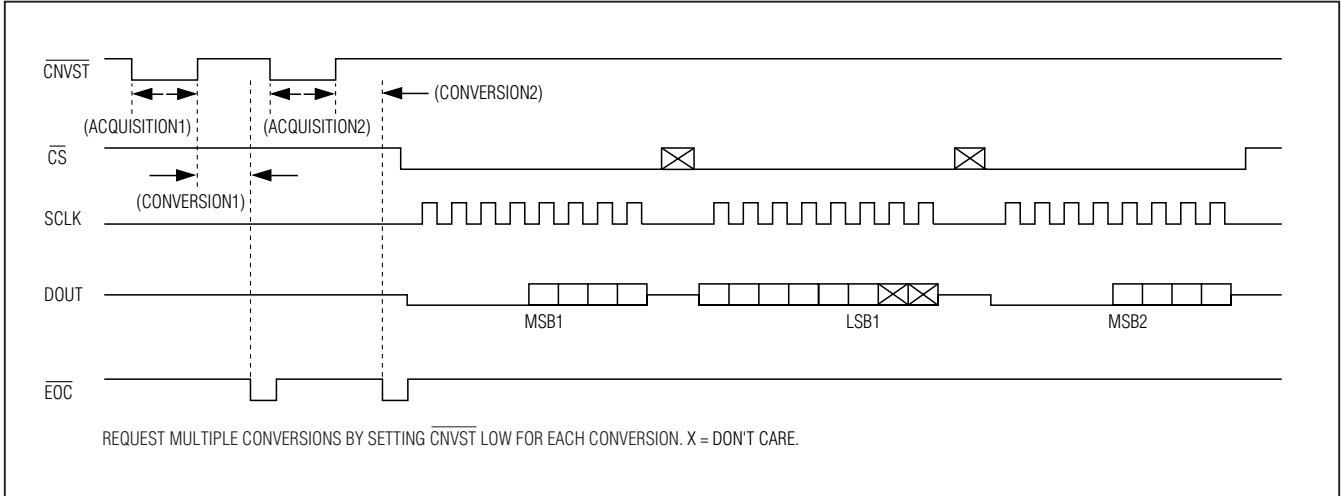 CNVST
(CONVERSION2)
(ACQUISITION1) (ACQUISITION2)
CS
(CONVERSION1)
SCLK
DOUT
MSB1 LSB1 MSB2
EOC
REQUEST MULTIPLE CONVERSIONS BY SETTING CNVST LOW FOR EACH CONVERSION. X = DON'T CARE.